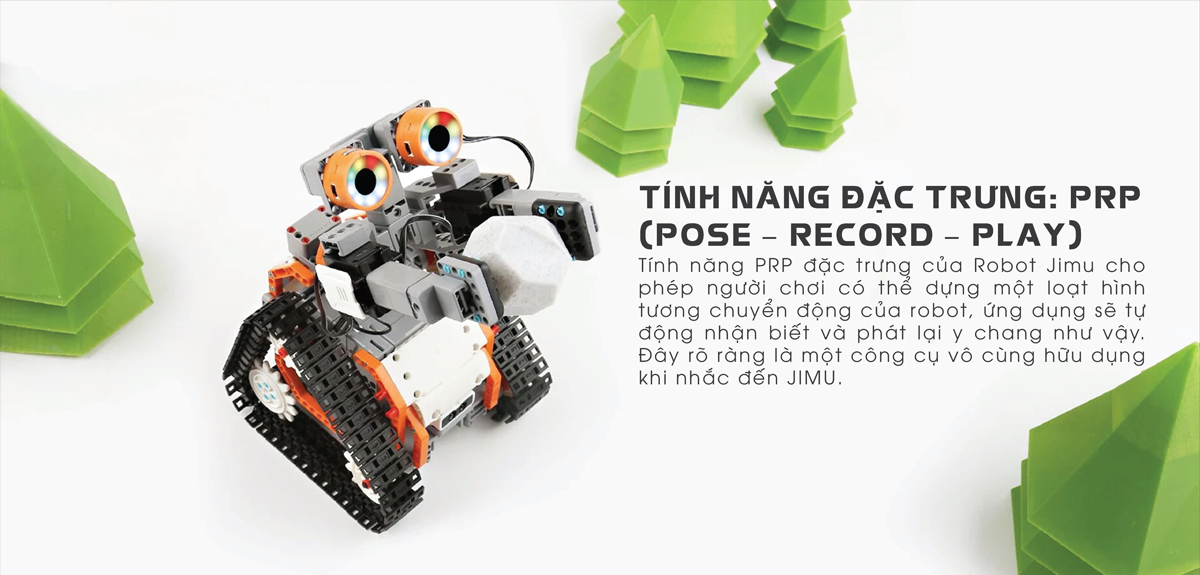 TÍNH NĂNG ĐẶC TRƯNG: PRP
(POSE – RECORD – PLAY)
Tính năng PRP đặc trưng của Robot Jimu cho
phép người chơi có thể dựng một loạt hình
tương chuyển động của robot, ứng dụng sẽ tự
động nhận biết và phát lại y chang như vậy.
Đây rõ ràng là một công cụ vô cùng hữu dụng
khi nhắc đến JIMU.